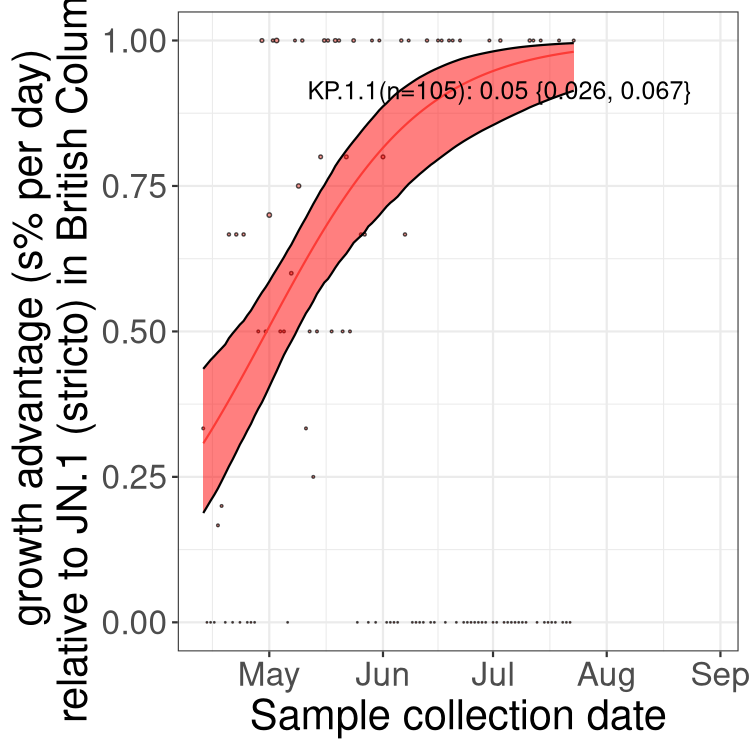 growth advantage (s% per day)
relative to JN.1 (stricto) in British Colum
1.00
0.75
0.50
0.25
0.00
KP.1.1(n=105): 0.05 {0.026, 0.067}
May Jun Jul Aug Sep
Sample collection date